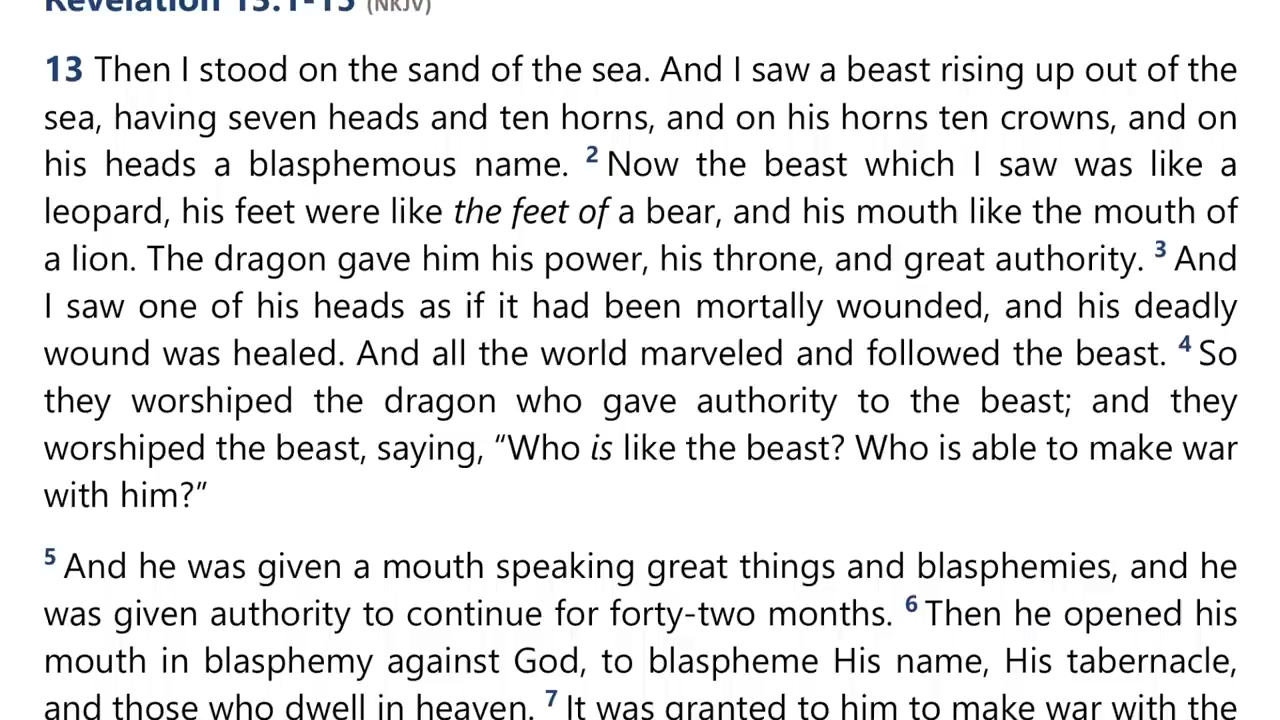 Revelation 13:1-15 (NKJV)
13 Then I stood on the sand of the sea. And I saw a beast rising up out of the
sea, having seven heads and ten horns, and on his horns ten crowns, and on
his heads a blasphemous name. 2 Now the beast which I saw was like a
leopard, his feet were like the feet of a bear, and his mouth like the mouth of
a lion. The dragon gave him his power, his throne, and great authority. 3 And
I saw one of his heads as if it had been mortally wounded, and his deadly
wound was healed. And all the world marveled and followed the beast. 4 So
they worshiped the dragon who gave authority to the beast; and they
worshiped the beast, saying, “Who is like the beast? Who is able to make war
with him?”
5 And he was given a mouth speaking great things and blasphemies, and he
was given authority to continue for forty-two months. 6 Then he opened his
mouth in blasphemy against God, to blaspheme His name, His tabernacle,
and those who dwell in heaven. 7 It was granted to him to make war with the